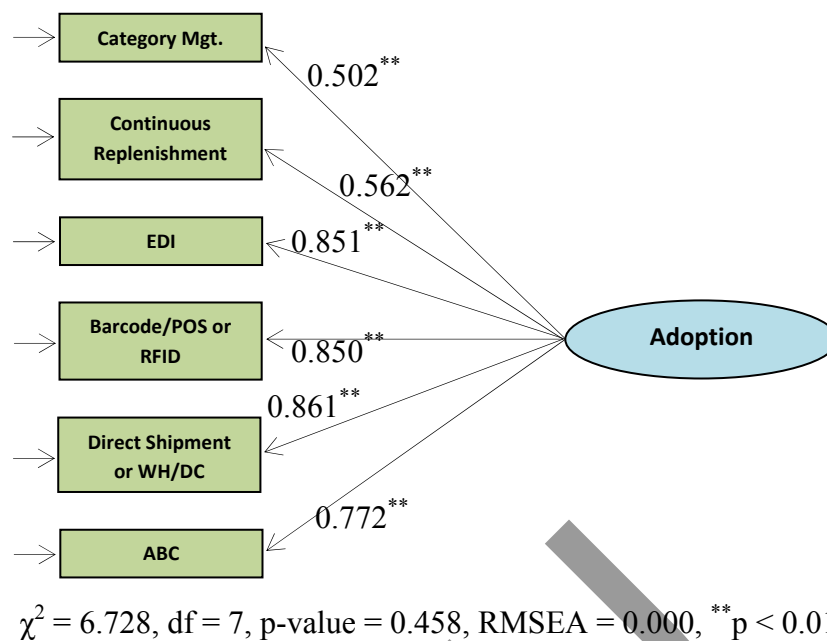 Category Mgt.
0.502**
Continuous
Replenishment
0.562**
EDI
0.851**
Barcode/POS or
RFID
0.850**
Adoption
0.861**
Direct Shipment
or WH/DC
0.772**
ABC
χ² = 6.728, df = 7, p-value = 0.458, RMSEA = 0.000, **p < 0.0